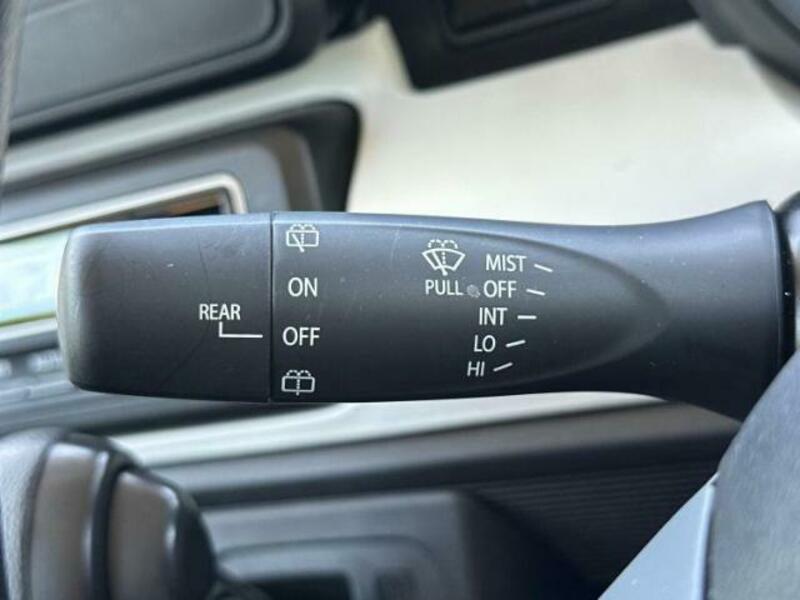 REAR
ON
OFF
MIST
PULL OFF
INT
LO
HI